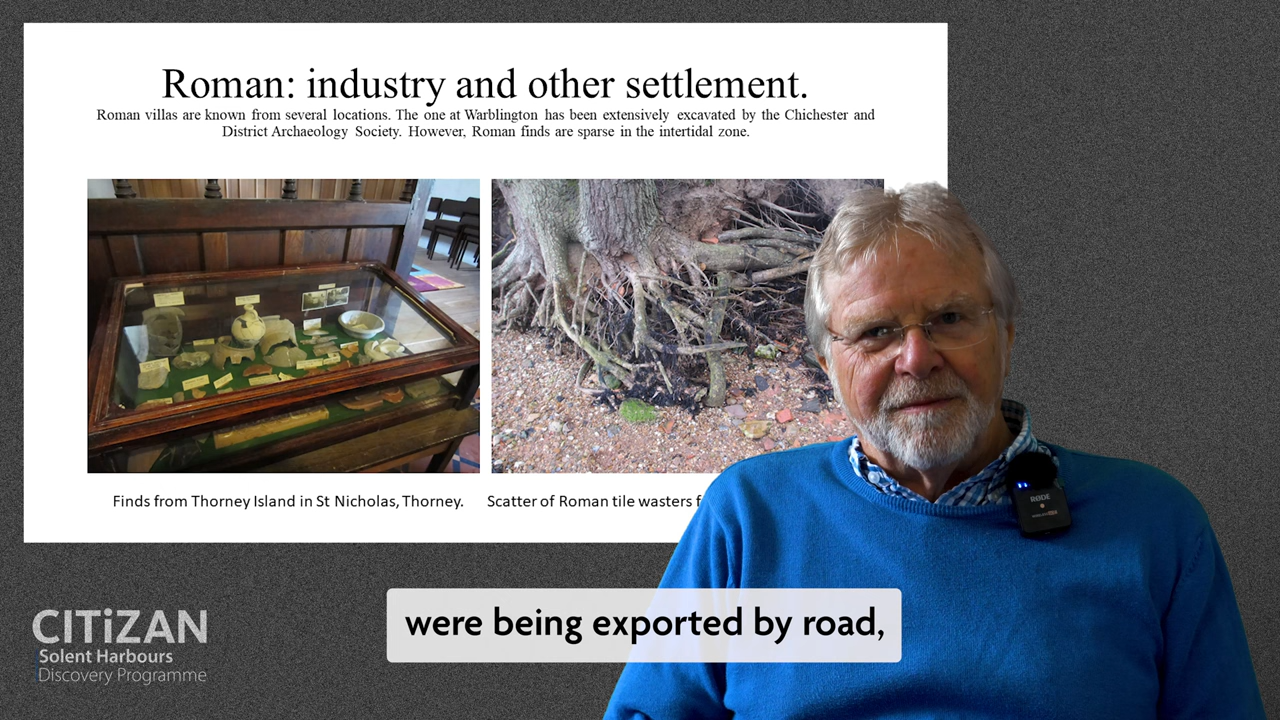 Roman: industry and other settlement.
Roman villas are known from several locations. The one at Warblington has been extensively excavated by the Chichester and
District Archaeology Society. However, Roman finds are sparse in the intertidal zone.
Finds from Thorney Island in St Nicholas, Thorney.
Scatter of Roman tile wasters f
RØDE
were being exported by road,
CITiZAN
Solent Harbours
Discovery Programme